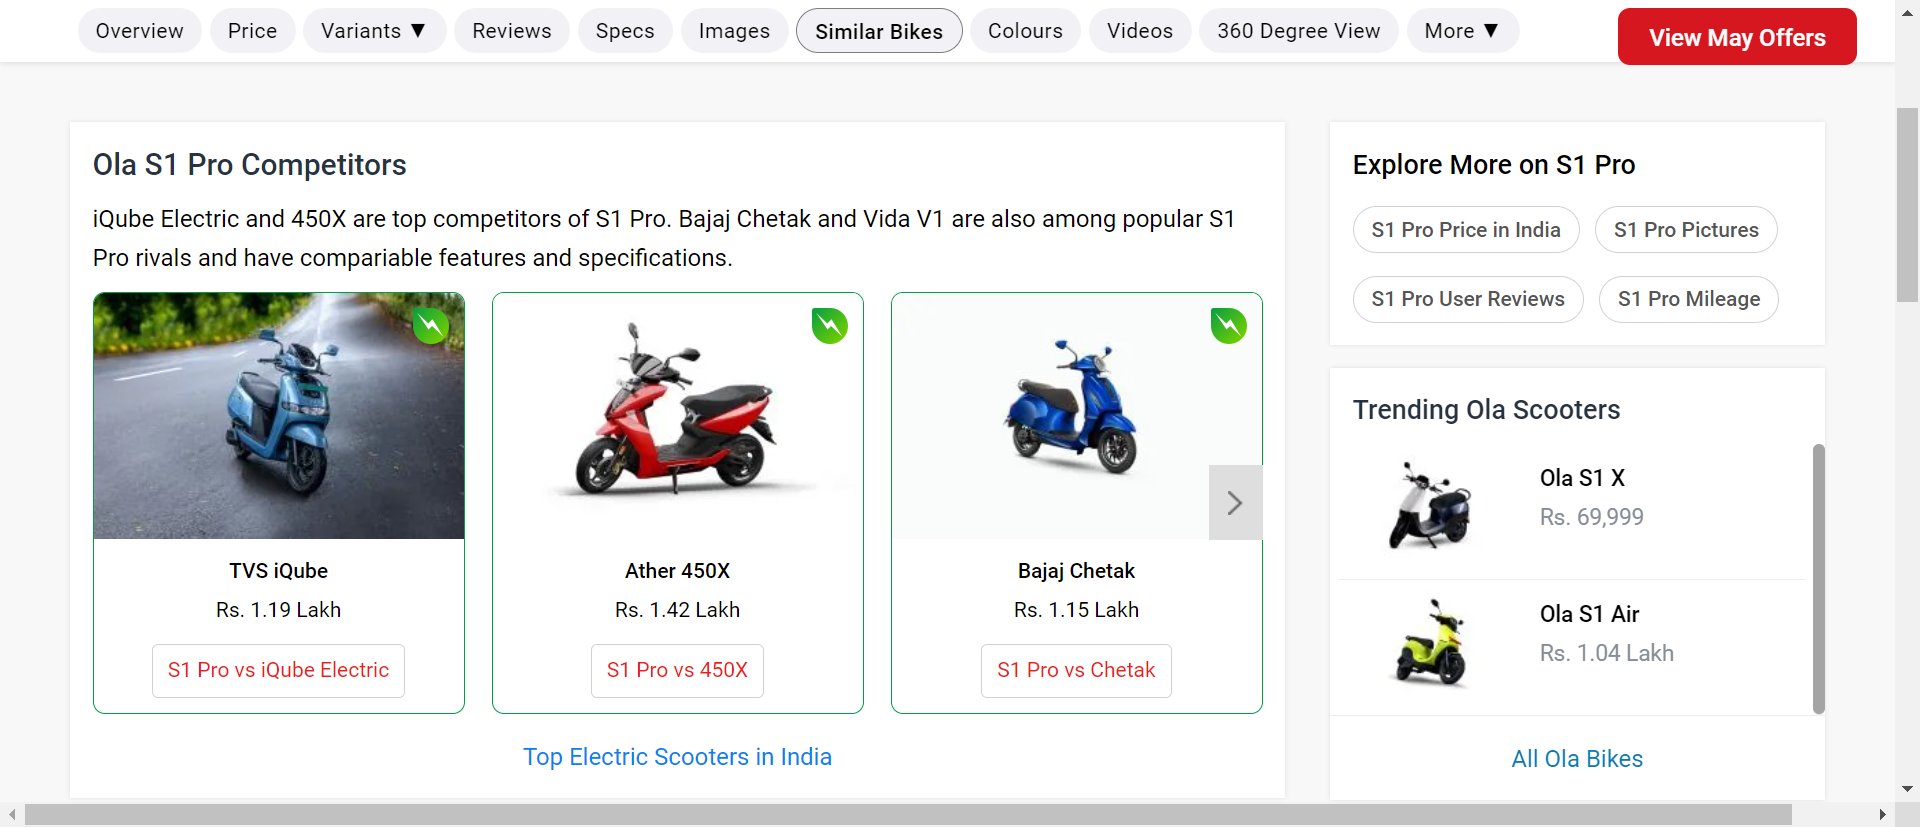 Overview
Price
Variants ▼
Reviews
Specs
Images
Similar Bikes
Colours
Videos
360 Degree View
More ▼
View May Offers
Ola S1 Pro Competitors
iQube Electric and 450X are top competitors of S1 Pro. Bajaj Chetak and Vida V1 are also among popular S1
Pro rivals and have compariable features and specifications.
TVS iQube
Rs. 1.19 Lakh
S1 Pro vs iQube Electric
Ather 450X
Rs. 1.42 Lakh
S1 Pro vs 450X
Bajaj Chetak
Rs. 1.15 Lakh
S1 Pro vs Chetak
Top Electric Scooters in India
Explore More on S1 Pro
S1 Pro Price in India
S1 Pro Pictures
S1 Pro User Reviews
S1 Pro Mileage
Trending Ola Scooters
Ola S1 X
Rs. 69,999
Ola S1 Air
Rs. 1.04 Lakh
All Ola Bikes